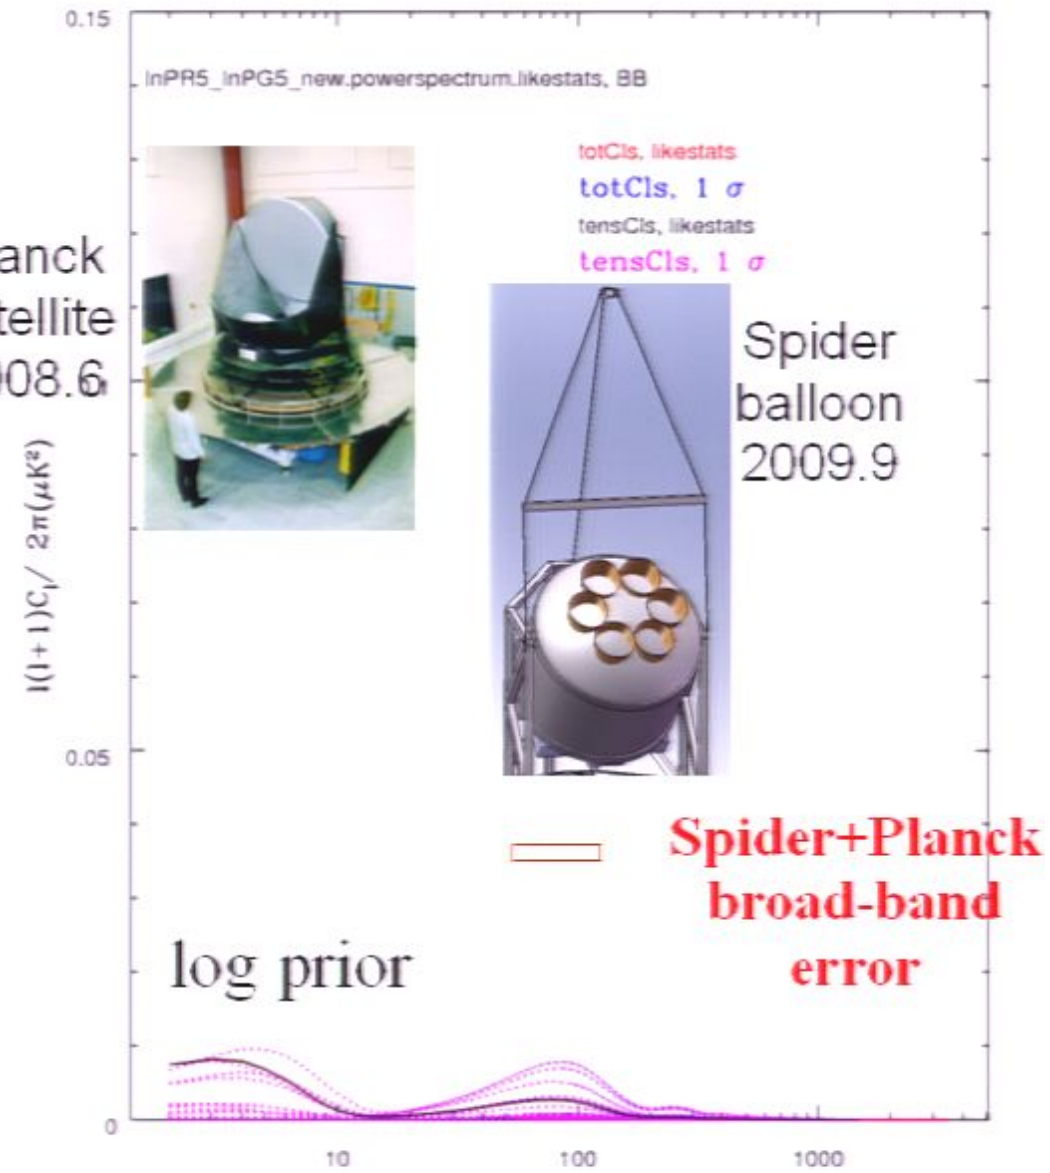 0.15
lnPR5_lnPG5_new.powerspectrum.likestats, BB
totCls, likestats
totCls, 1 σ
tensCls, likestats
tensCls, 1 σ
anck
tellite
008.6
Spider
balloon
2009.9
l(l+1)C_l / 2π(μK²)
0.05
Spider+Planck
broad-band
error
log prior
0
10
100
1000